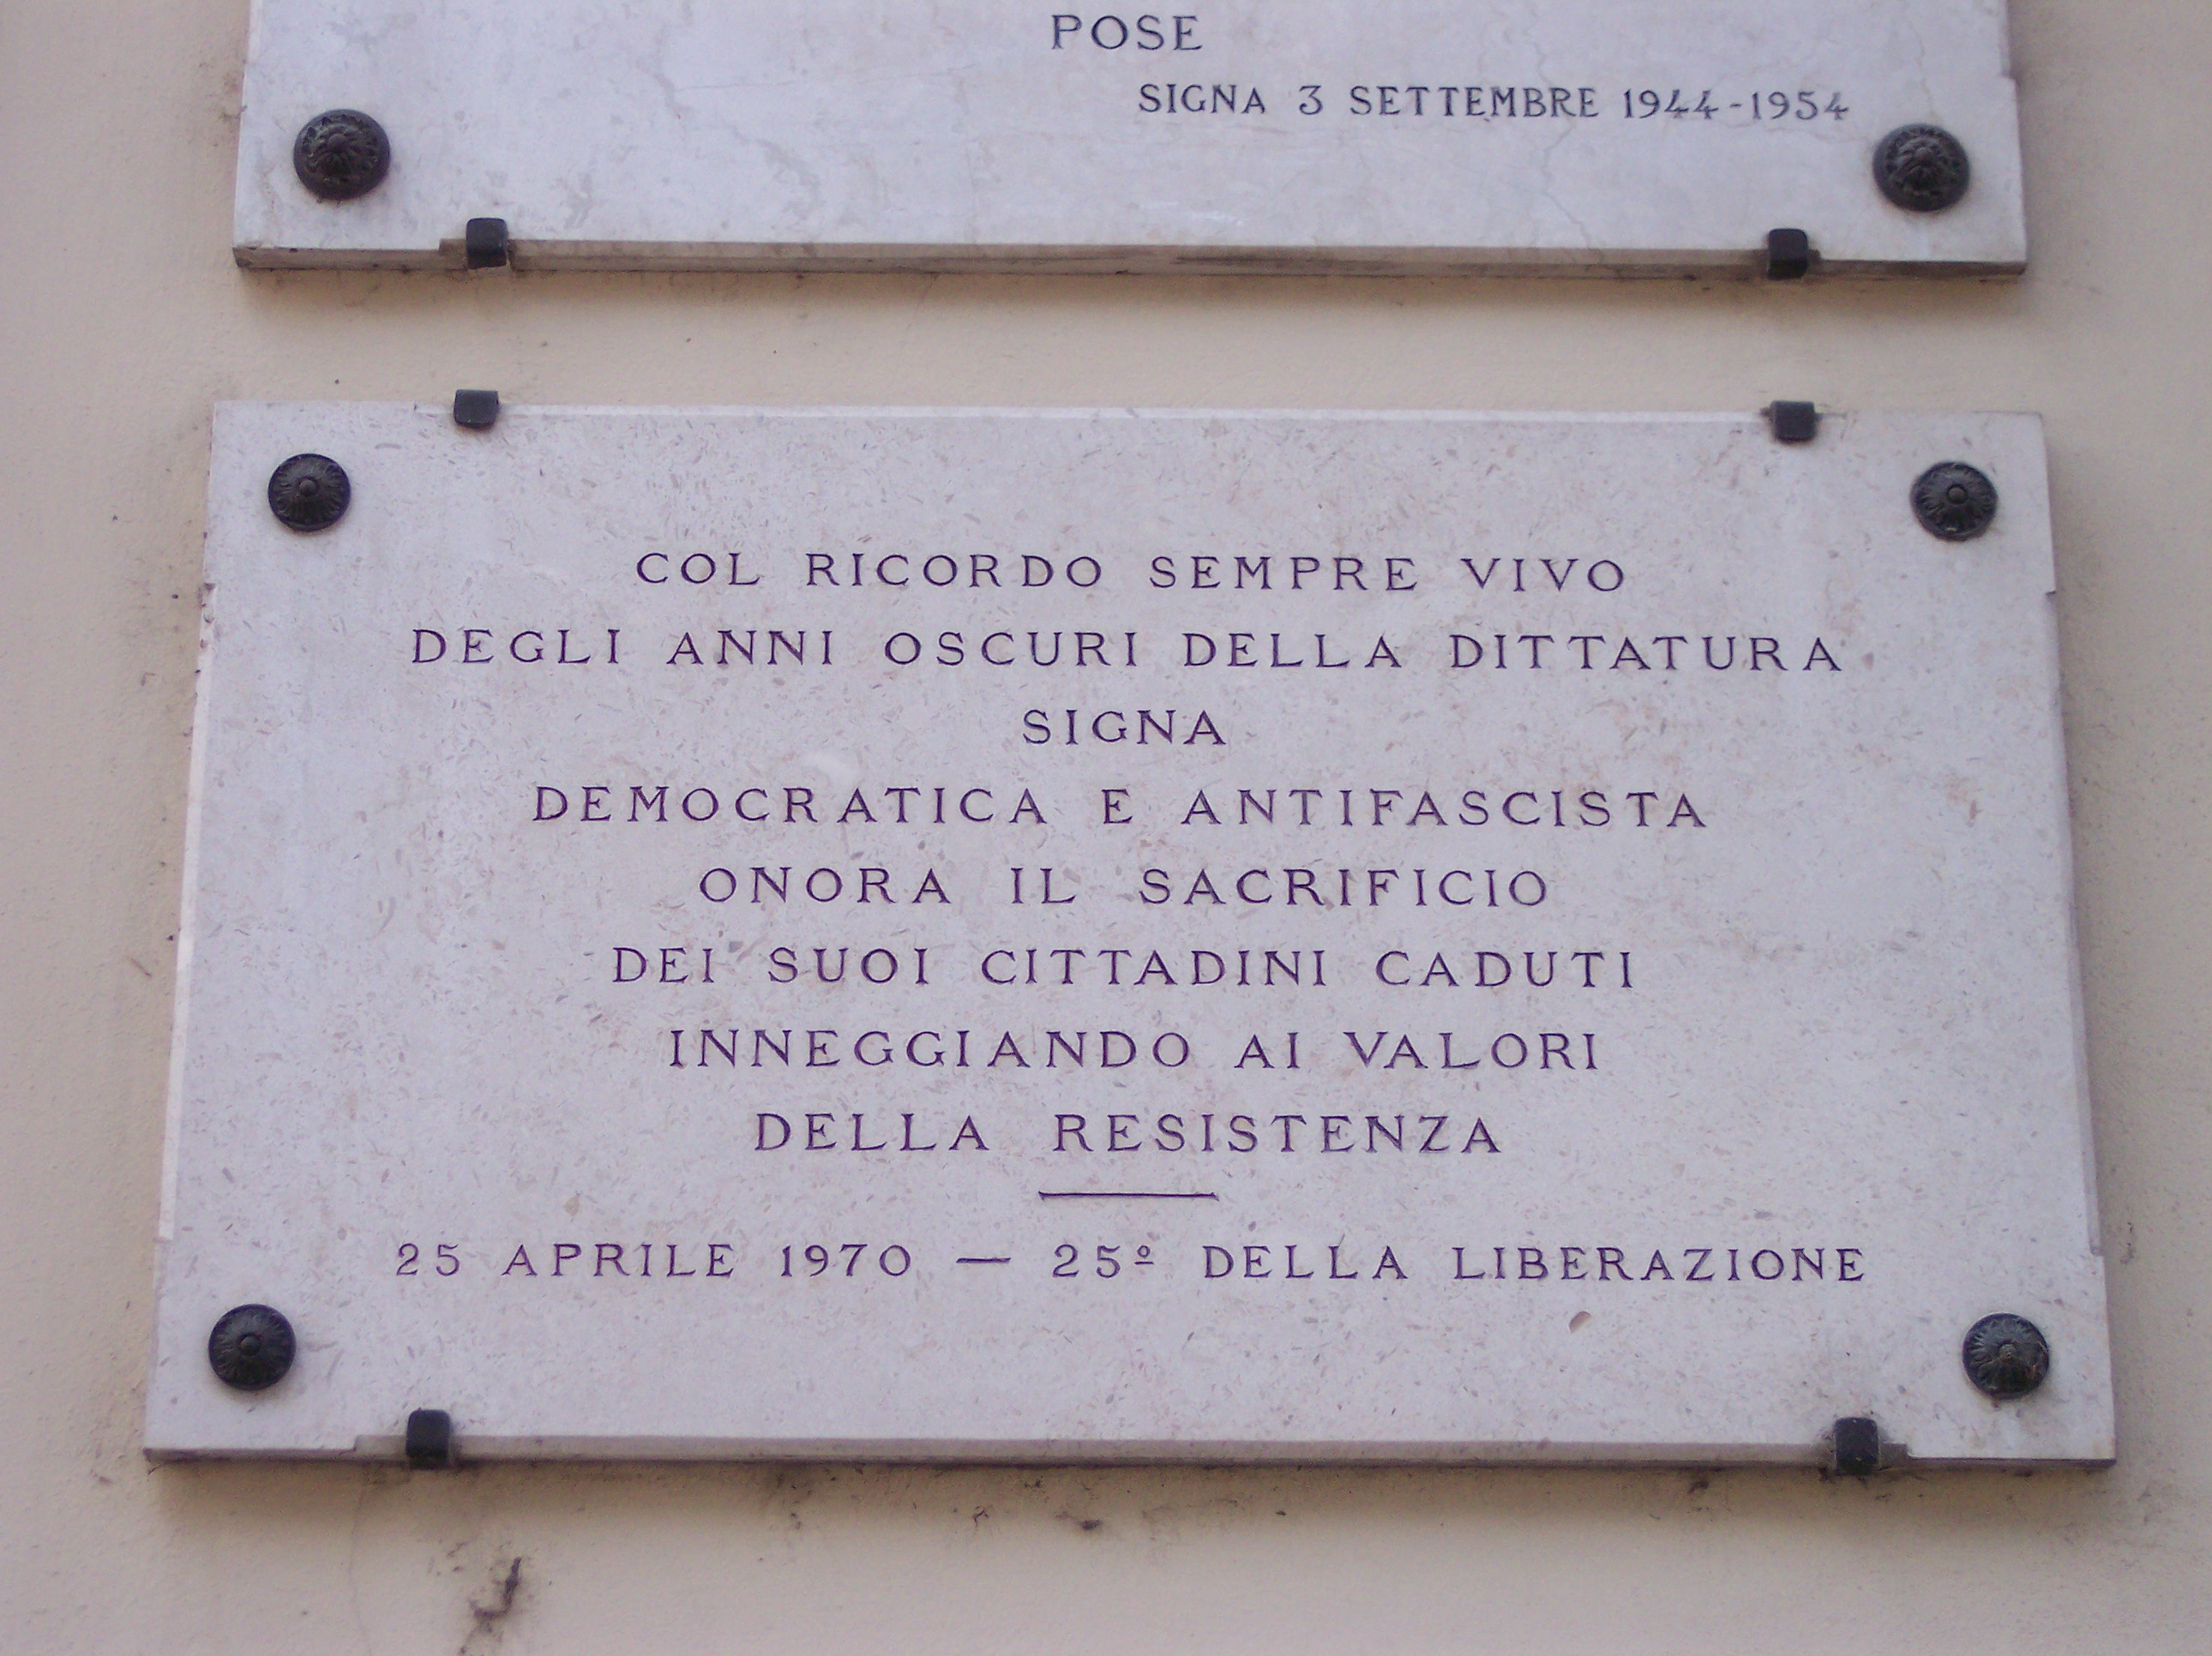 POSE
SIGNA 3 SETTEMBRE 1944-1954
COL RICORDO SEMPRE VIVO
DEGLI ANNI OSCURI DELLA DITTATURA
SIGNA
DEMOCRATICA E ANTIFASCISTA
ONORA IL SACRIFICIO
DEI SUOI CITTADINI CADUTI
INNEGGIANDO AI VALORI
DELLA RESISTENZA
25 APRILE 1970 — 25º DELLA LIBERAZIONE